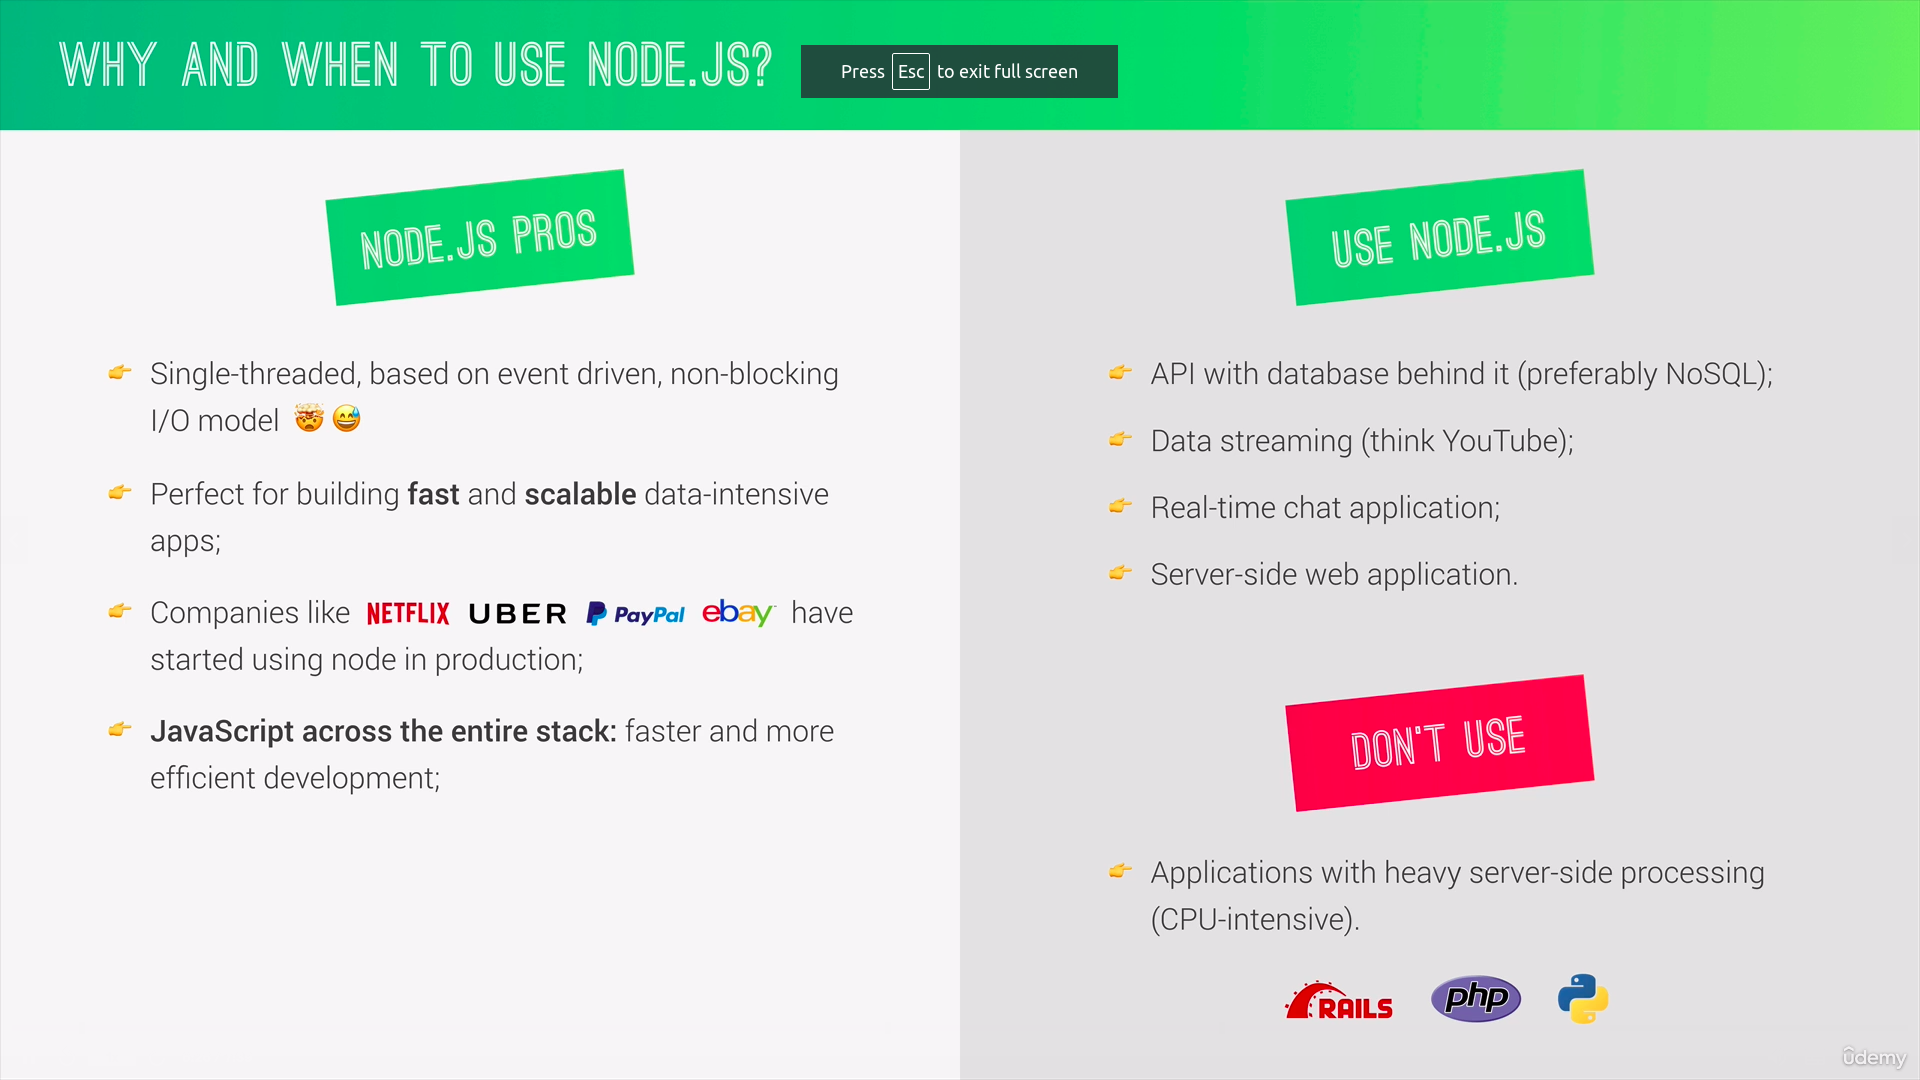 WHY AND WHEN TO USE NODE.JS?
Press Esc to exit full screen
NODE.JS PROS
Single-threaded, based on event driven, non-blocking
I/O model 🤯😅
Perfect for building fast and scalable data-intensive
apps;
Companies like NETFLIX UBER PayPal ebay have
started using node in production;
JavaScript across the entire stack: faster and more
efficient development;
USE NODE.JS
API with database behind it (preferably NoSQL);
Data streaming (think YouTube);
Real-time chat application;
Server-side web application.
DON'T USE
Applications with heavy server-side processing
(CPU-intensive).
RAILS php
ûdemy